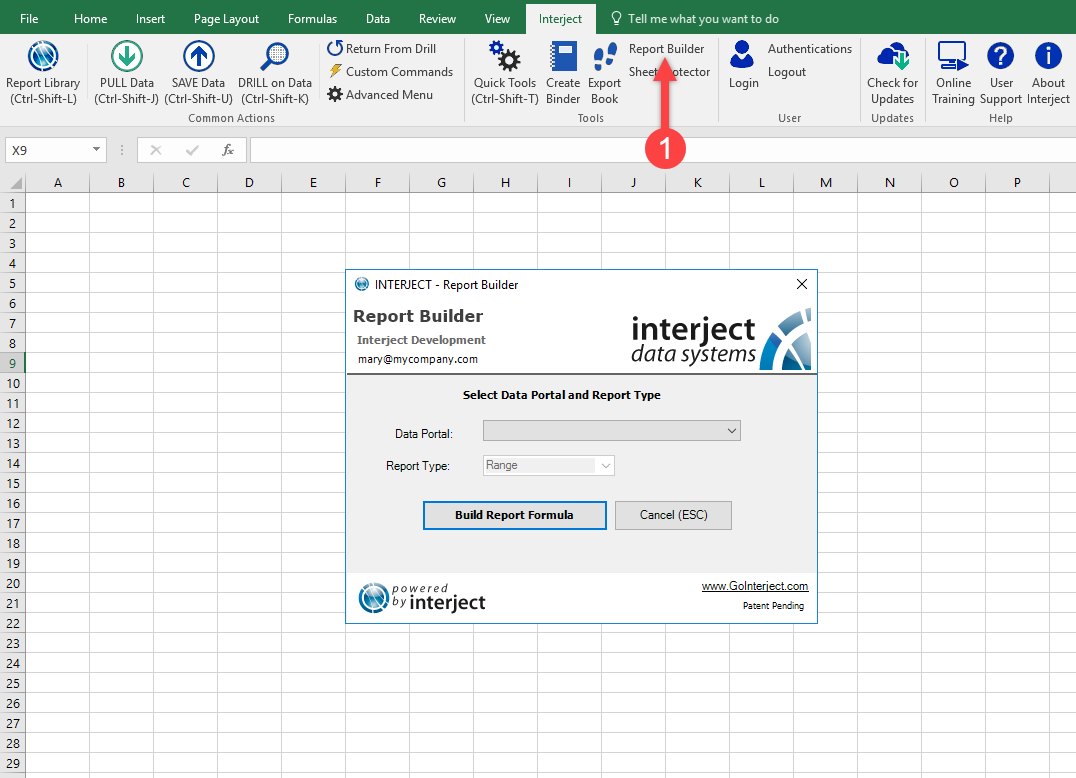 File Home Insert Page Layout Formulas Data Review View Interject Tell me what you want to do
Report Library
(Ctrl-Shift-L)
PULL Data
(Ctrl-Shift-J)
SAVE Data
(Ctrl-Shift-U)
DRILL on Data
(Ctrl-Shift-K)
Return From Drill
Custom Commands
Advanced Menu
Common Actions
Quick Tools
(Ctrl-Shift-T)
Create
Binder
Export
Book
Report Builder
Sheet otector
Tools
Login
Authentications
Logout
User
Check for
Updates
Updates
Online
Training
User
Support
About
Interject
Help
1
X9 fx
A B C D E F G H I J K L M N O P
1
2
3
4
5
6
7
8
9
10
11
12
13
14
15
16
17
18
19
20
21
22
23
24
25
26
27
28
29
INTERJECT - Report Builder
Report Builder
Interject Development
mary@mycompany.com
interject
data systems
Select Data Portal and Report Type
Data Portal:
Report Type: Range
Build Report Formula Cancel (ESC)
powered
by interject
www.GoInterject.com
Patent Pending